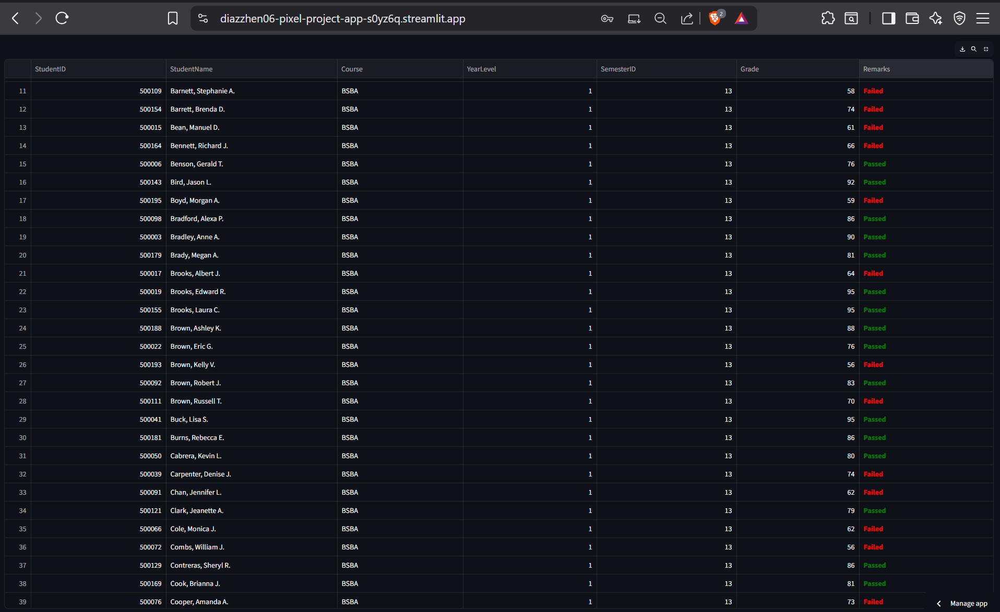 diazzhen06-pixel-project-app-s0yz6q.streamlit.app 2
StudentID StudentName Course YearLevel SemesterID Grade Remarks
11 500109 Barnett, Stephanie A. BSBA 1 13 58 Failed
12 500154 Barrett, Brenda D. BSBA 1 13 74 Failed
13 500015 Bean, Manuel D. BSBA 1 13 61 Failed
14 500164 Bennett, Richard J. BSBA 1 13 66 Failed
15 500006 Benson, Gerald T. BSBA 1 13 76 Passed
16 500143 Bird, Jason L. BSBA 1 13 92 Passed
17 500195 Boyd, Morgan A. BSBA 1 13 59 Failed
18 500098 Bradford, Alexa P. BSBA 1 13 86 Passed
19 500003 Bradley, Anne A. BSBA 1 13 90 Passed
20 500179 Brady, Megan A. BSBA 1 13 81 Passed
21 500017 Brooks, Albert J. BSBA 1 13 64 Failed
22 500019 Brooks, Edward R. BSBA 1 13 95 Passed
23 500155 Brooks, Laura C. BSBA 1 13 95 Passed
24 500188 Brown, Ashley K. BSBA 1 13 88 Passed
25 500022 Brown, Eric G. BSBA 1 13 76 Passed
26 500193 Brown, Kelly V. BSBA 1 13 56 Failed
27 500092 Brown, Robert J. BSBA 1 13 83 Passed
28 500111 Brown, Russell T. BSBA 1 13 70 Failed
29 500041 Buck, Lisa S. BSBA 1 13 95 Passed
30 500181 Burns, Rebecca E. BSBA 1 13 86 Passed
31 500050 Cabrera, Kevin L. BSBA 1 13 80 Passed
32 500039 Carpenter, Denise J. BSBA 1 13 74 Failed
33 500091 Chan, Jennifer L. BSBA 1 13 62 Failed
34 500121 Clark, Jeanette A. BSBA 1 13 79 Passed
35 500066 Cole, Monica J. BSBA 1 13 62 Failed
36 500072 Combs, William J. BSBA 1 13 56 Failed
37 500129 Contreras, Sheryl R. BSBA 1 13 86 Passed
38 500169 Cook, Brianna J. BSBA 1 13 81 Passed
39 500076 Cooper, Amanda A. BSBA 1 13 73 Failed
Manage app